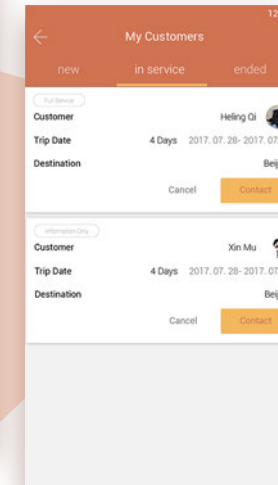 12
My Customers
new in service ended
Full Service
Customer Heling Qi
Trip Date 4 Days 2017. 07. 28- 2017. 07
Destination Beij
Cancel Contact
Information Only
Customer Xin Mu
Trip Date 4 Days 2017. 07. 28- 2017. 07
Destination Beij
Cancel Contact